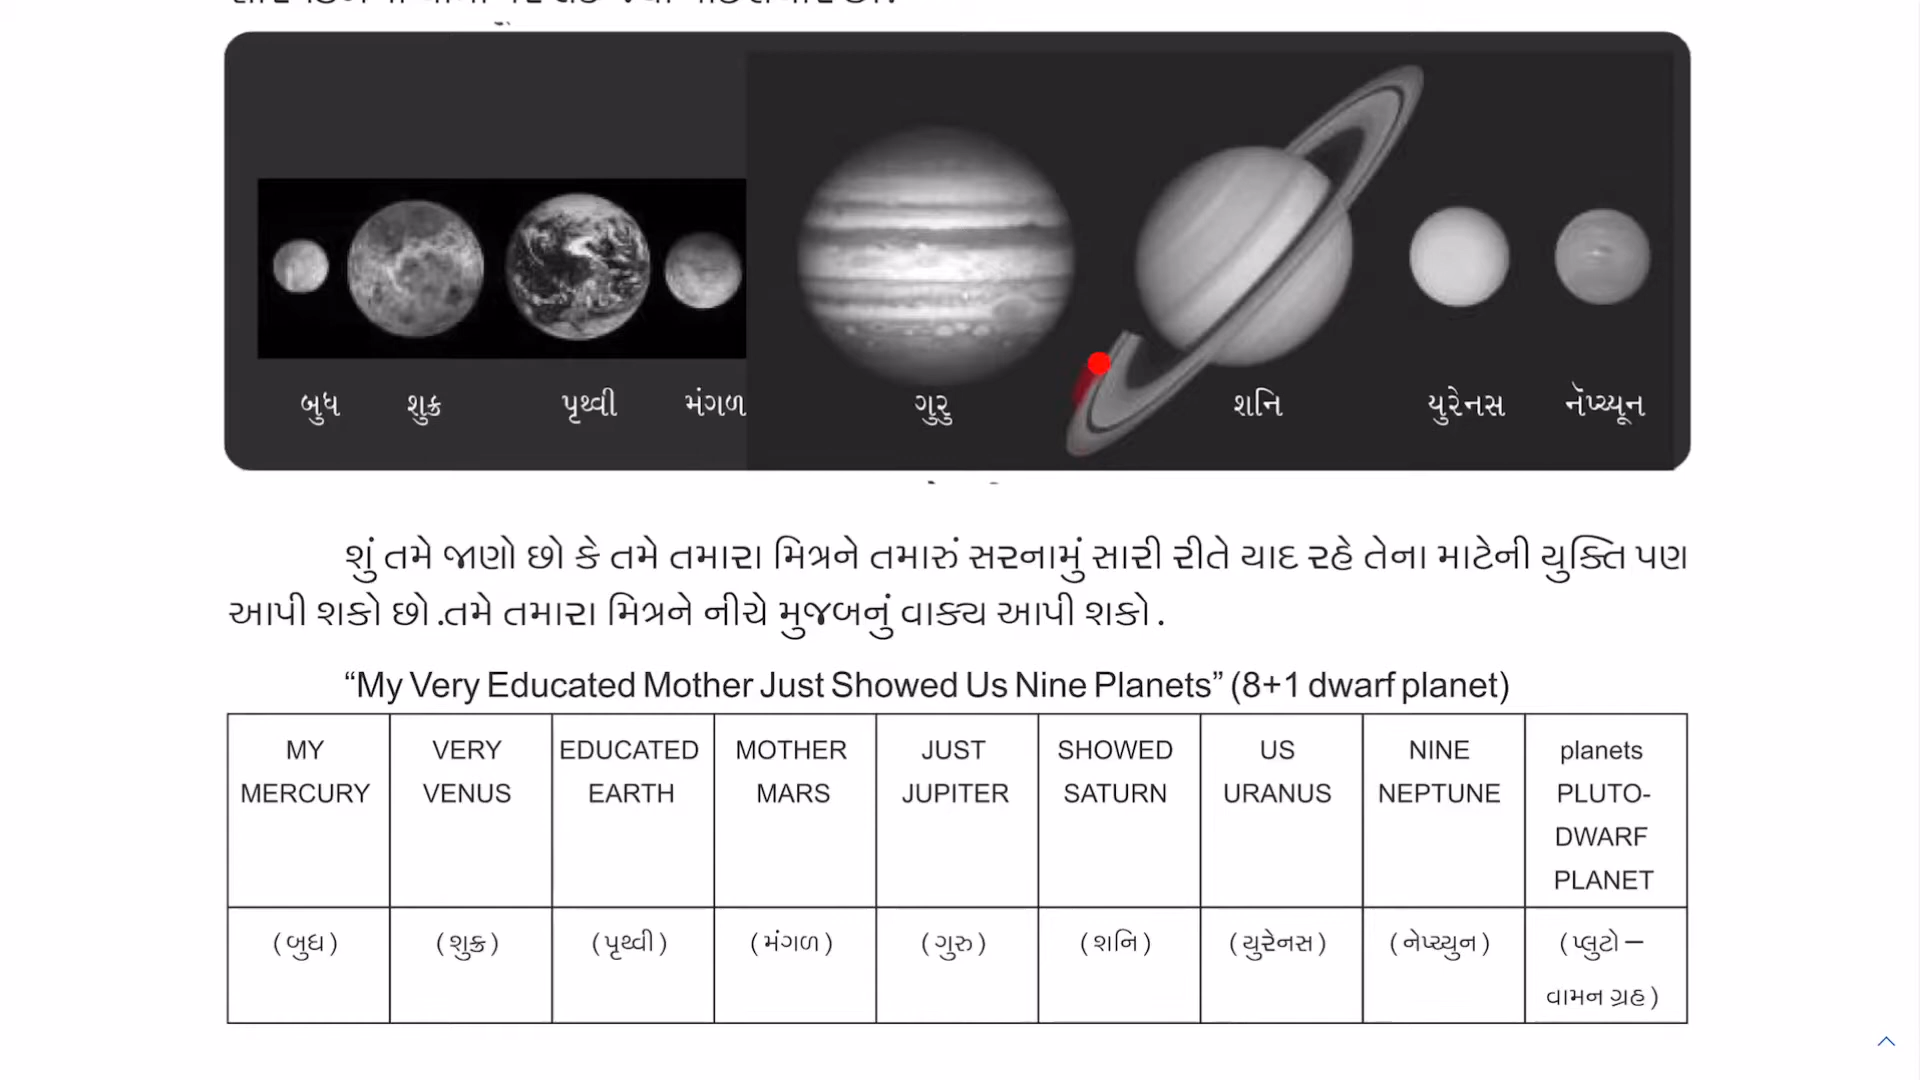 બુધ શુક્ર પૃથ્વી મંગળ ગુરુ શનિ યુરેનસ નૅપ્ચ્યૂન
શું તમે જાણો છો કે તમે તમારા મિત્રને તમારું સરનામું સારી રીતે યાદ રહે તેના માટેની યુક્તિ પણ
આપી શકો છો.તમે તમારા મિત્રને નીચે મુજબનું વાક્ય આપી શકો.
“My Very Educated Mother Just Showed Us Nine Planets” (8+1 dwarf planet)
MY VERY EDUCATED MOTHER JUST SHOWED US NINE planets
MERCURY VENUS EARTH MARS JUPITER SATURN URANUS NEPTUNE PLUTO-
DWARF
PLANET
(બુધ) (શુક્ર) (પૃથ્વી) (મંગળ) (ગુરુ) (શનિ) (યુરેનસ) (નેપ્ચ્યુન) (પ્લુટો –
વામન ગ્રહ)